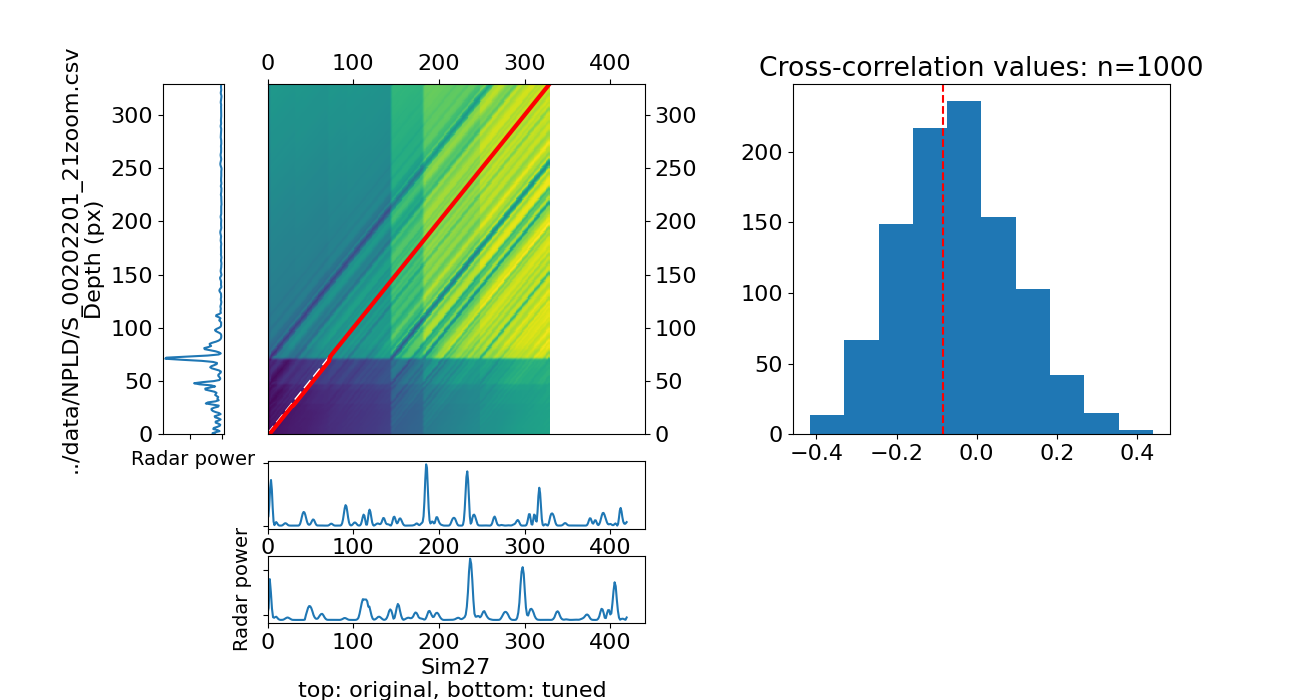 ../data/NPLD/S_00202201_21zoom.csv
Depth (px)
0 100 200 300 400
300
250
200
150
100
50
0
300
250
200
150
100
50
0
Radar power
0 100 200 300 400
Radar power
0 100 200 300 400
Sim27
top: original, bottom: tuned
Cross-correlation values: n=1000
200
150
100
50
0
−0.4 −0.2 0.0 0.2 0.4